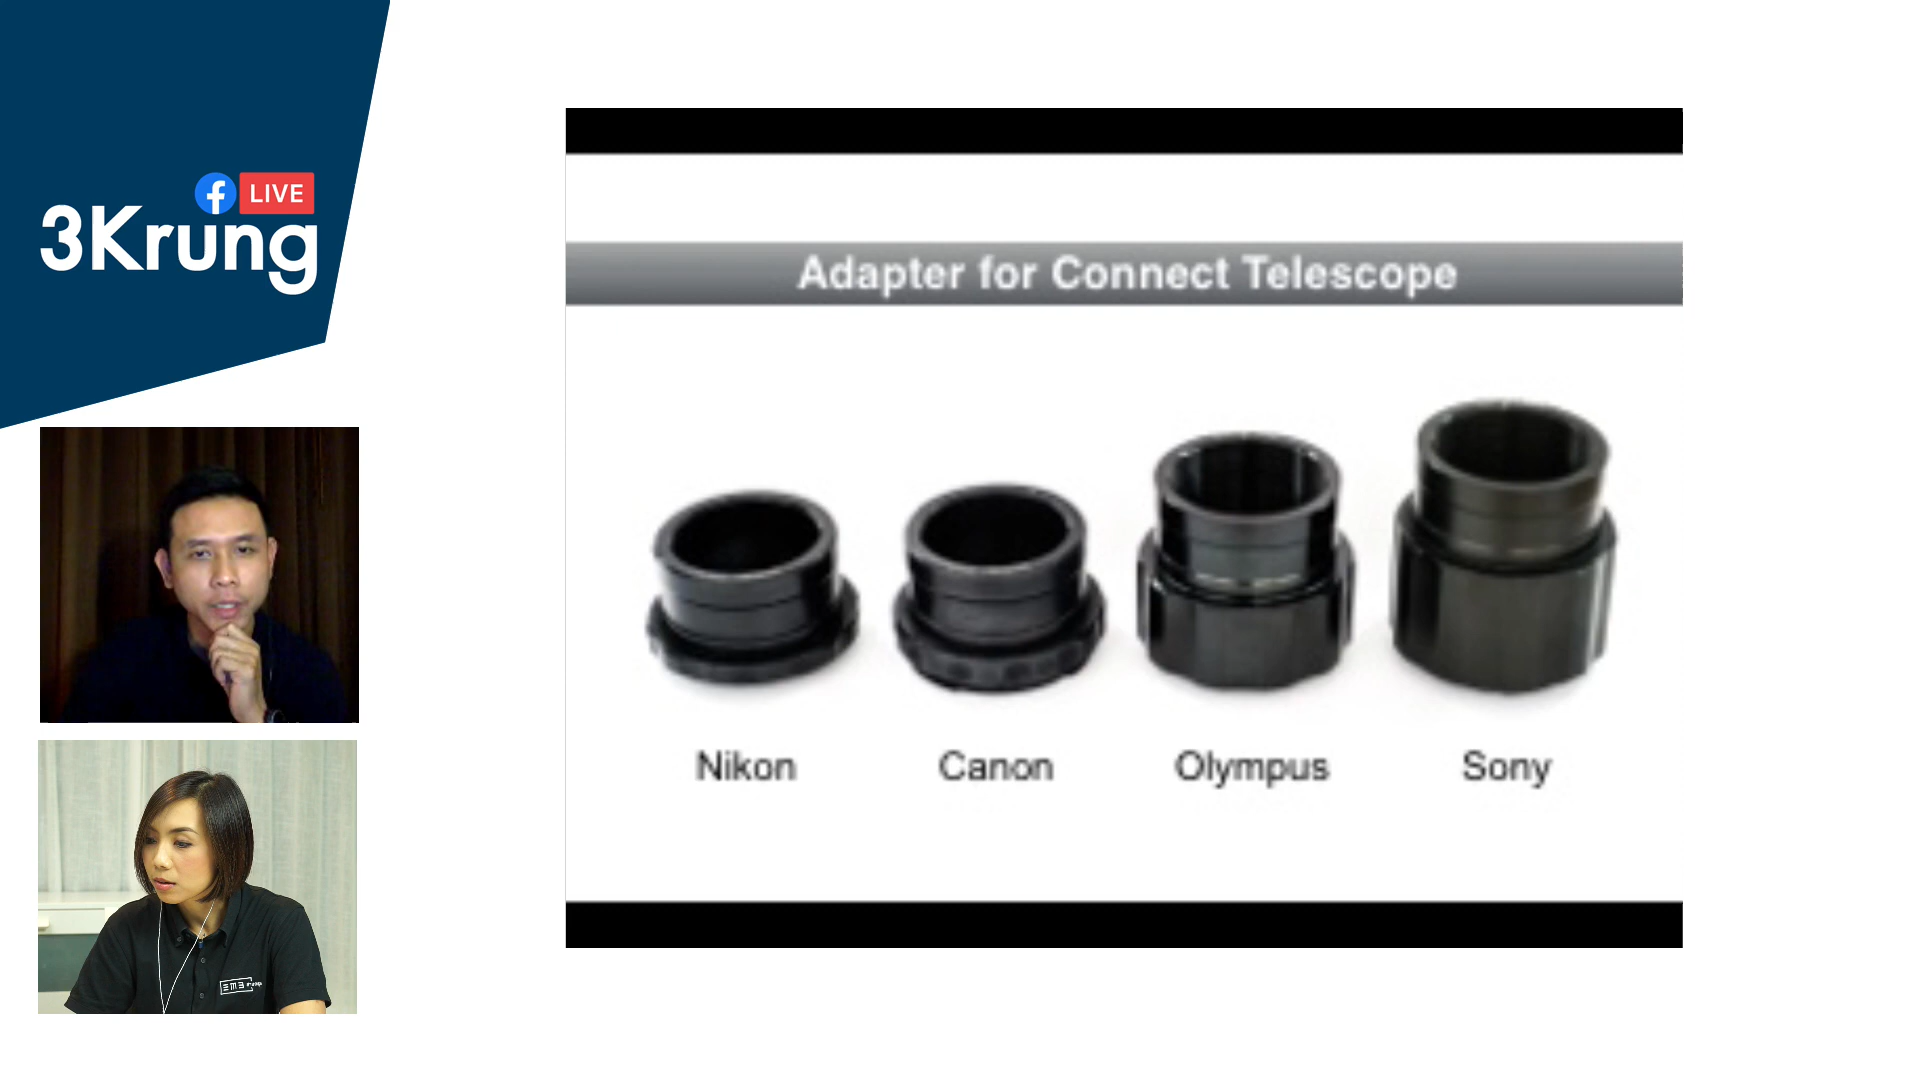 LIVE
3Krung
Adapter for Connect Telescope
Nikon Canon Olympus Sony